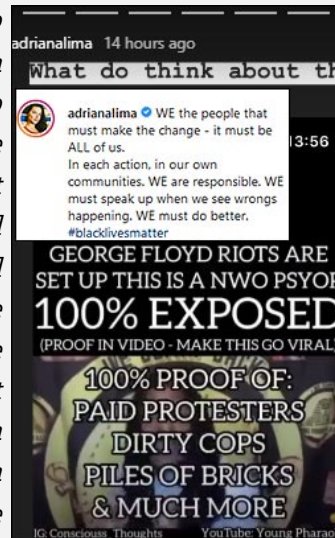 adrianalima 14 hours ago
What do think about th
adrianalima WE the people that
must make the change - it must be
ALL of us.
In each action, in our own
communities. WE are responsible. WE
must speak up when we see wrongs
happening. WE must do better.
#blacklivesmatter
13:56
GEORGE FLOYD RIOTS ARE
SET UP THIS IS A NWO PSYOP
100% EXPOSED
(PROOF IN VIDEO - MAKE THIS GO VIRAL)
100% PROOF OF:
PAID PROTESTERS
DIRTY COPS
PILES OF BRICKS
& MUCH MORE
IG: Consciouss_Thoughts YouTube: Young Pharao